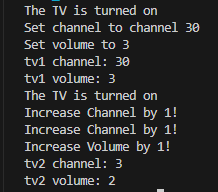 The TV is turned on
Set channel to channel 30
Set volume to 3
tv1 channel: 30
tv1 volume: 3
The TV is turned on
Increase Channel by 1!
Increase Channel by 1!
Increase Volume by 1!
tv2 channel: 3
tv2 volume: 2